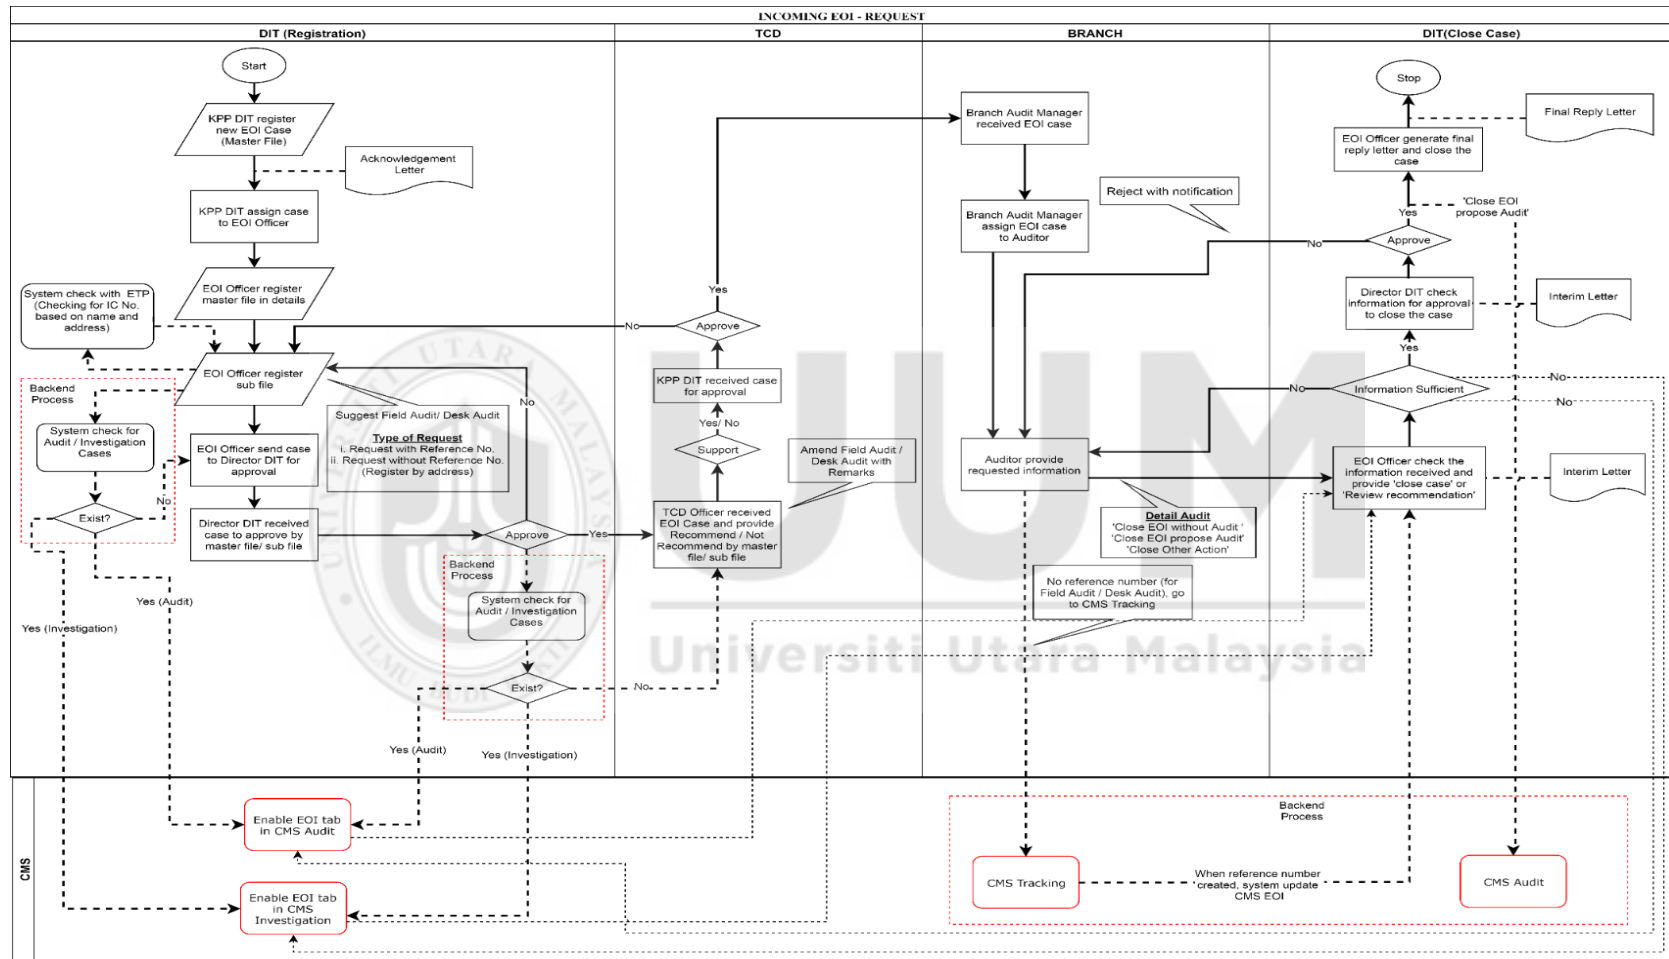 INCOMING EOI - REQUEST
DIT (Registration)
TCD
BRANCH
DIT(Close Case)
Start
KPP DIT register
new EOI Case
(Master File)
Acknowledgement
Letter
KPP DIT assign case
to EOI Officer
EOI Officer register
master file in details
System check with ETP
(Checking for IC No.
based on name and
address)
EOI Officer register
sub file
Backend
Process
System check for
Audit / Investigation
Cases
Exist?
No
Yes (Audit)
Yes (Investigation)
EOI Officer send case
to Director DIT for
approval
Director DIT received
case to approve by
master file/ sub file
Suggest Field Audit/ Desk Audit
Type of Request
i. Request with Reference No.
ii. Request without Reference No.
(Register by address)
No
Approve
Yes
Backend
Process
System check for
Audit / Investigation
Cases
Exist?
No
Yes (Audit)
Yes (Investigation)
Yes
Approve
No
KPP DIT received case
for approval
Yes/ No
Support
Amend Field Audit /
Desk Audit with
Remarks
TCD Officer received
EOI Case and provide
Recommend / Not
Recommend by master
file/ sub file
Branch Audit Manager
received EOI case
Branch Audit Manager
assign EOI case
to Auditor
Reject with notification
Auditor provide
requested information
Detail Audit
'Close EOI without Audit '
'Close EOI propose Audit'
'Close Other Action'
No reference number (for
Field Audit / Desk Audit), go
to CMS Tracking
Stop
Final Reply Letter
EOI Officer generate final
reply letter and close the
case
'Close EOI
propose Audit'
Yes
Approve
No
Director DIT check
information for approval
to close the case
Interim Letter
Yes
Information Sufficient
No
No
No
EOI Officer check the
information received and
provide 'close case' or
'Review recommendation'
Interim Letter
CMS
Enable EOI tab
in CMS Audit
Enable EOI tab
in CMS
Investigation
Backend
Process
CMS Tracking
When reference number
created, system update
CMS EOI
CMS Audit
UNIVERSITI UTARA MALAYSIA
UUM
Universiti Utara Malaysia